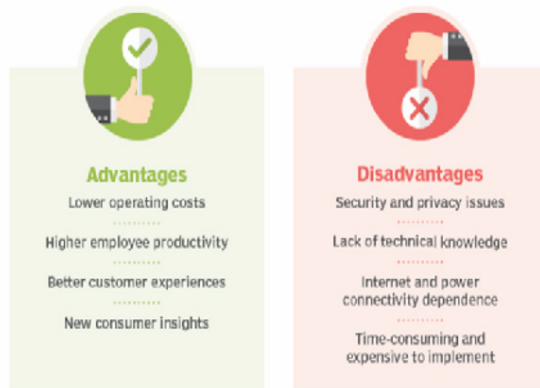 Advantages
Lower operating costs
Higher employee productivity
Better customer experiences
New consumer insights
Disadvantages
Security and privacy issues
Lack of technical knowledge
Internet and power
connectivity dependence
Time-consuming and
expensive to implement